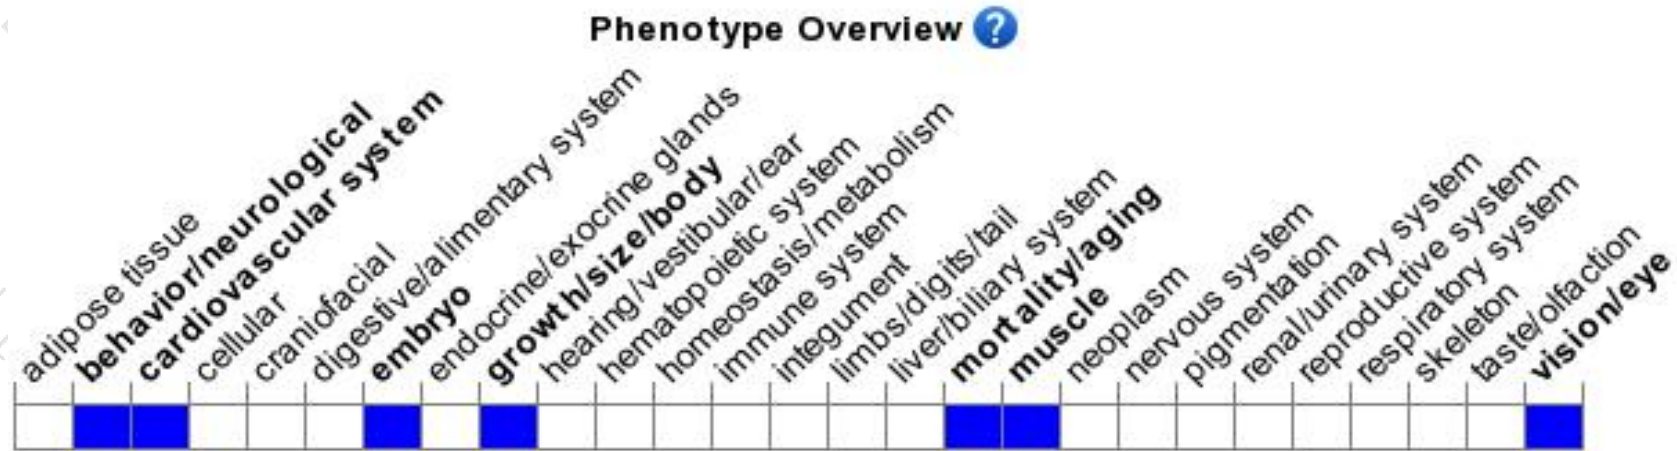 Phenotype Overview ?
adipose tissue
behavior/neurological
cardiovascular system
cellular
craniofacial
digestive/alimentary system
embryo
endocrine/exocrine glands
growth/size/body
hearing/vestibular/ear
hematopoietic system
homeostasis/metabolism
immune system
integument
limbs/digits/tail
liver/biliary system
mortality/aging
muscle
neoplasm
nervous system
pigmentation
renal/urinary system
reproductive system
respiratory system
skeleton
taste/olfaction
vision/eye